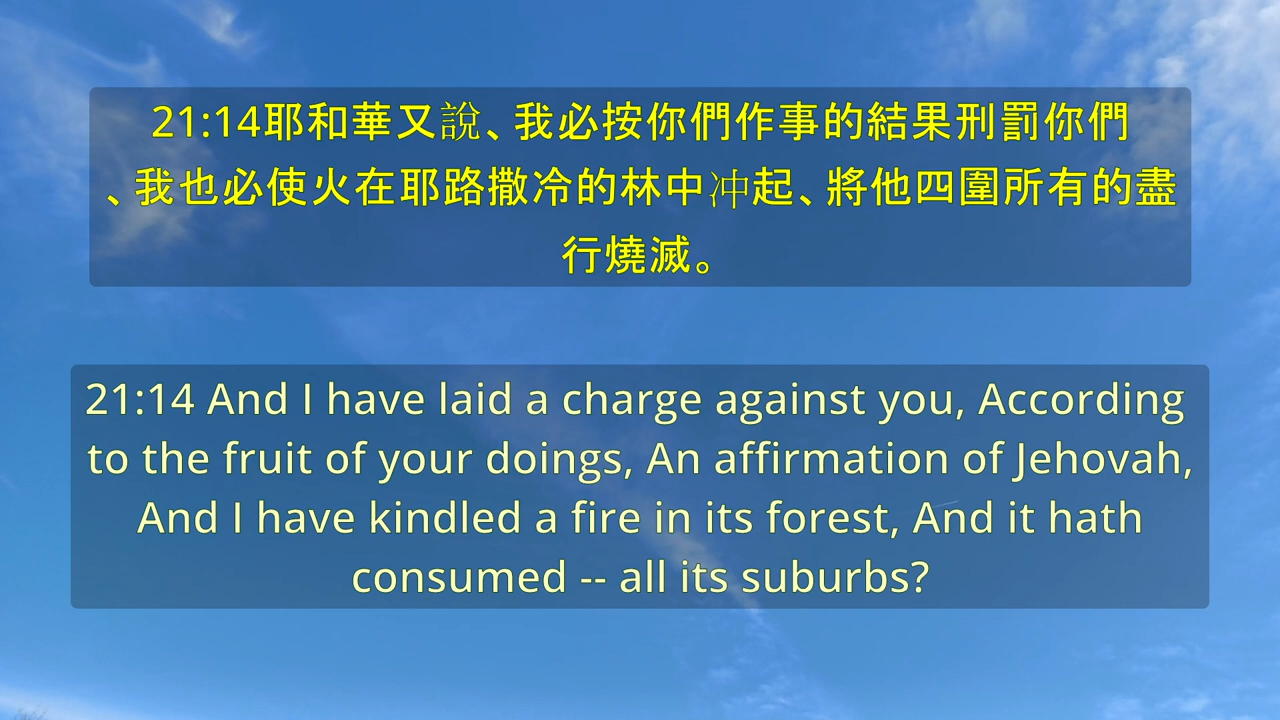 21:14耶和華又說、我必按你們作事的結果刑罰你們
、我也必使火在耶路撒冷的林中冲起、將他四圍所有的盡
行燒滅。
21:14 And I have laid a charge against you, According
to the fruit of your doings, An affirmation of Jehovah,
And I have kindled a fire in its forest, And it hath
consumed -- all its suburbs?